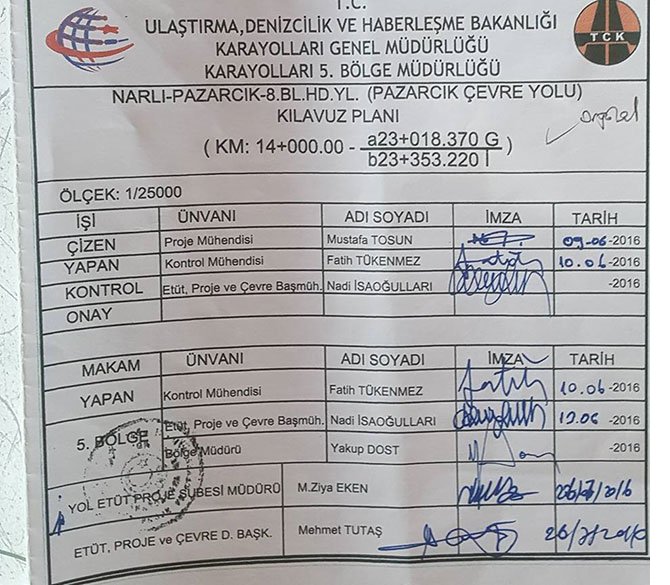 T.C.
ULAŞTIRMA,DENİZCİLİK VE HABERLEŞME BAKANLIĞI
KARAYOLLARI GENEL MÜDÜRLÜĞÜ
KARAYOLLARI 5. BÖLGE MÜDÜRLÜĞÜ
TCK
NARLI-PAZARCIK-8.BL.HD.YL. (PAZARCIK ÇEVRE YOLU)
KILAVUZ PLANI
( KM: 14+000.00 - a23+018.370 G )
b23+353.220 İ
ÖLÇEK: 1/25000
İŞİ ÜNVANI ADI SOYADI İMZA TARİH
ÇİZEN Proje Mühendisi Mustafa TOSUN 09-06-2016
YAPAN Kontrol Mühendisi Fatih TÜKENMEZ 10.06-2016
KONTROL Etüt, Proje ve Çevre Başmüh. Nadi İSAOĞULLARI -2016
ONAY
MAKAM ÜNVANI ADI SOYADI İMZA TARİH
YAPAN Kontrol Mühendisi Fatih TÜKENMEZ 10.06-2016
5. BÖLGE Etüt, Proje ve Çevre Başmüh. Nadi İSAOĞULLARI -2016
Bölge Müdürü Yakup DOST -2016
YOL ETÜT PROJE ŞUBESİ MÜDÜRÜ M.Ziya EKEN
ETÜT, PROJE ve ÇEVRE D. BAŞK. Mehmet TUTAŞ